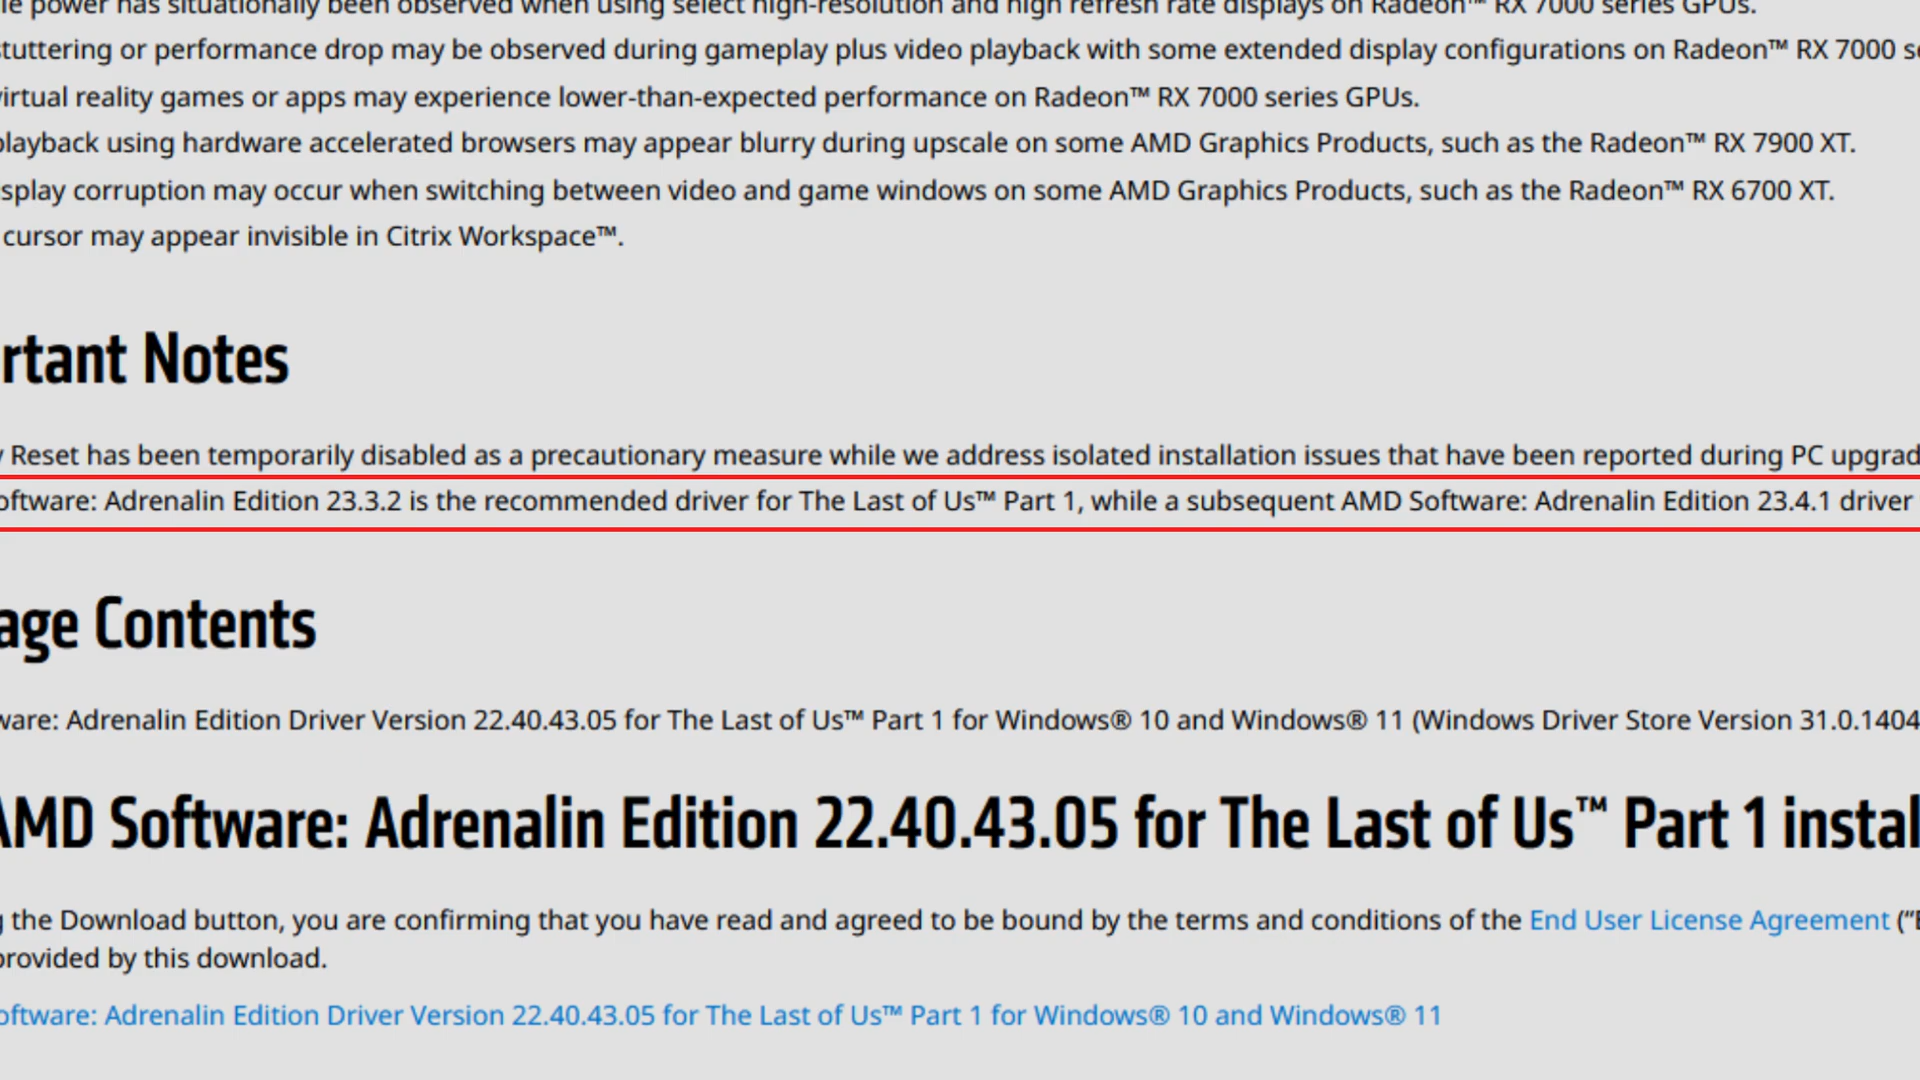 le power has situationally been observed when using select high-resolution and high refresh rate displays on Radeon™ RX 7000 series GPUs.
stuttering or performance drop may be observed during gameplay plus video playback with some extended display configurations on Radeon™ RX 7000 se
virtual reality games or apps may experience lower-than-expected performance on Radeon™ RX 7000 series GPUs.
playback using hardware accelerated browsers may appear blurry during upscale on some AMD Graphics Products, such as the Radeon™ RX 7900 XT.
isplay corruption may occur when switching between video and game windows on some AMD Graphics Products, such as the Radeon™ RX 6700 XT.
cursor may appear invisible in Citrix Workspace™.
rtant Notes
y Reset has been temporarily disabled as a precautionary measure while we address isolated installation issues that have been reported during PC upgrad
oftware: Adrenalin Edition 23.3.2 is the recommended driver for The Last of Us™ Part 1, while a subsequent AMD Software: Adrenalin Edition 23.4.1 driver
age Contents
ware: Adrenalin Edition Driver Version 22.40.43.05 for The Last of Us™ Part 1 for Windows® 10 and Windows® 11 (Windows Driver Store Version 31.0.1404
AMD Software: Adrenalin Edition 22.40.43.05 for The Last of Us™ Part 1 instal
g the Download button, you are confirming that you have read and agreed to be bound by the terms and conditions of the End User License Agreement (“E
provided by this download.
oftware: Adrenalin Edition Driver Version 22.40.43.05 for The Last of Us™ Part 1 for Windows® 10 and Windows® 11